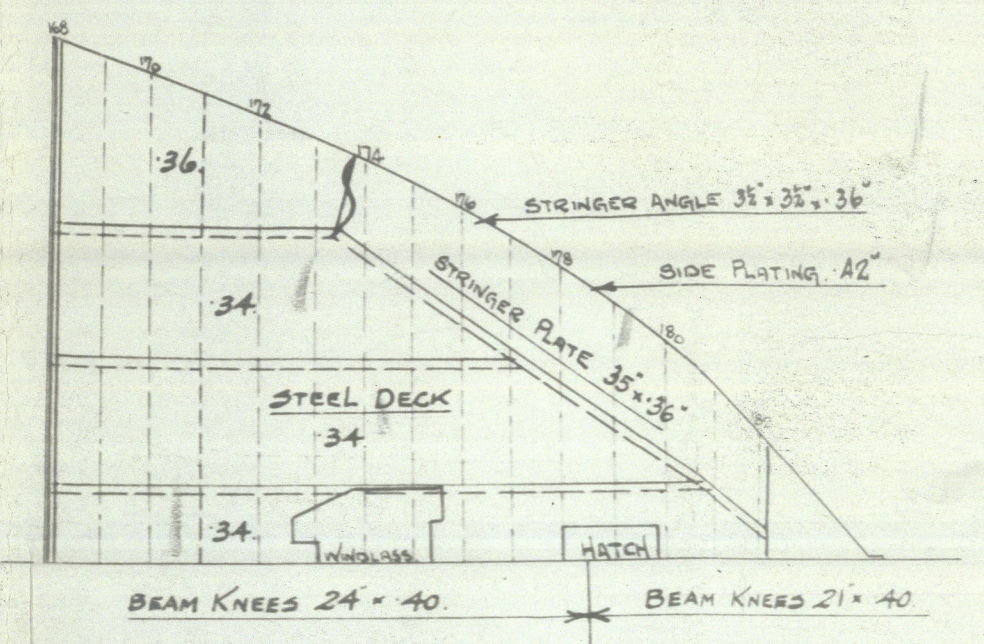 168
170
172
174
176
178
180
182
·36.
STRINGER ANGLE 3½" × 3½" × ·36"
SIDE PLATING ·42"
·34.
STRINGER PLATE 35" × ·36"
STEEL DECK
·34
·34.
WINDLASS.
HATCH
BEAM KNEES 24" × ·40.
BEAM KNEES 21" × ·40.